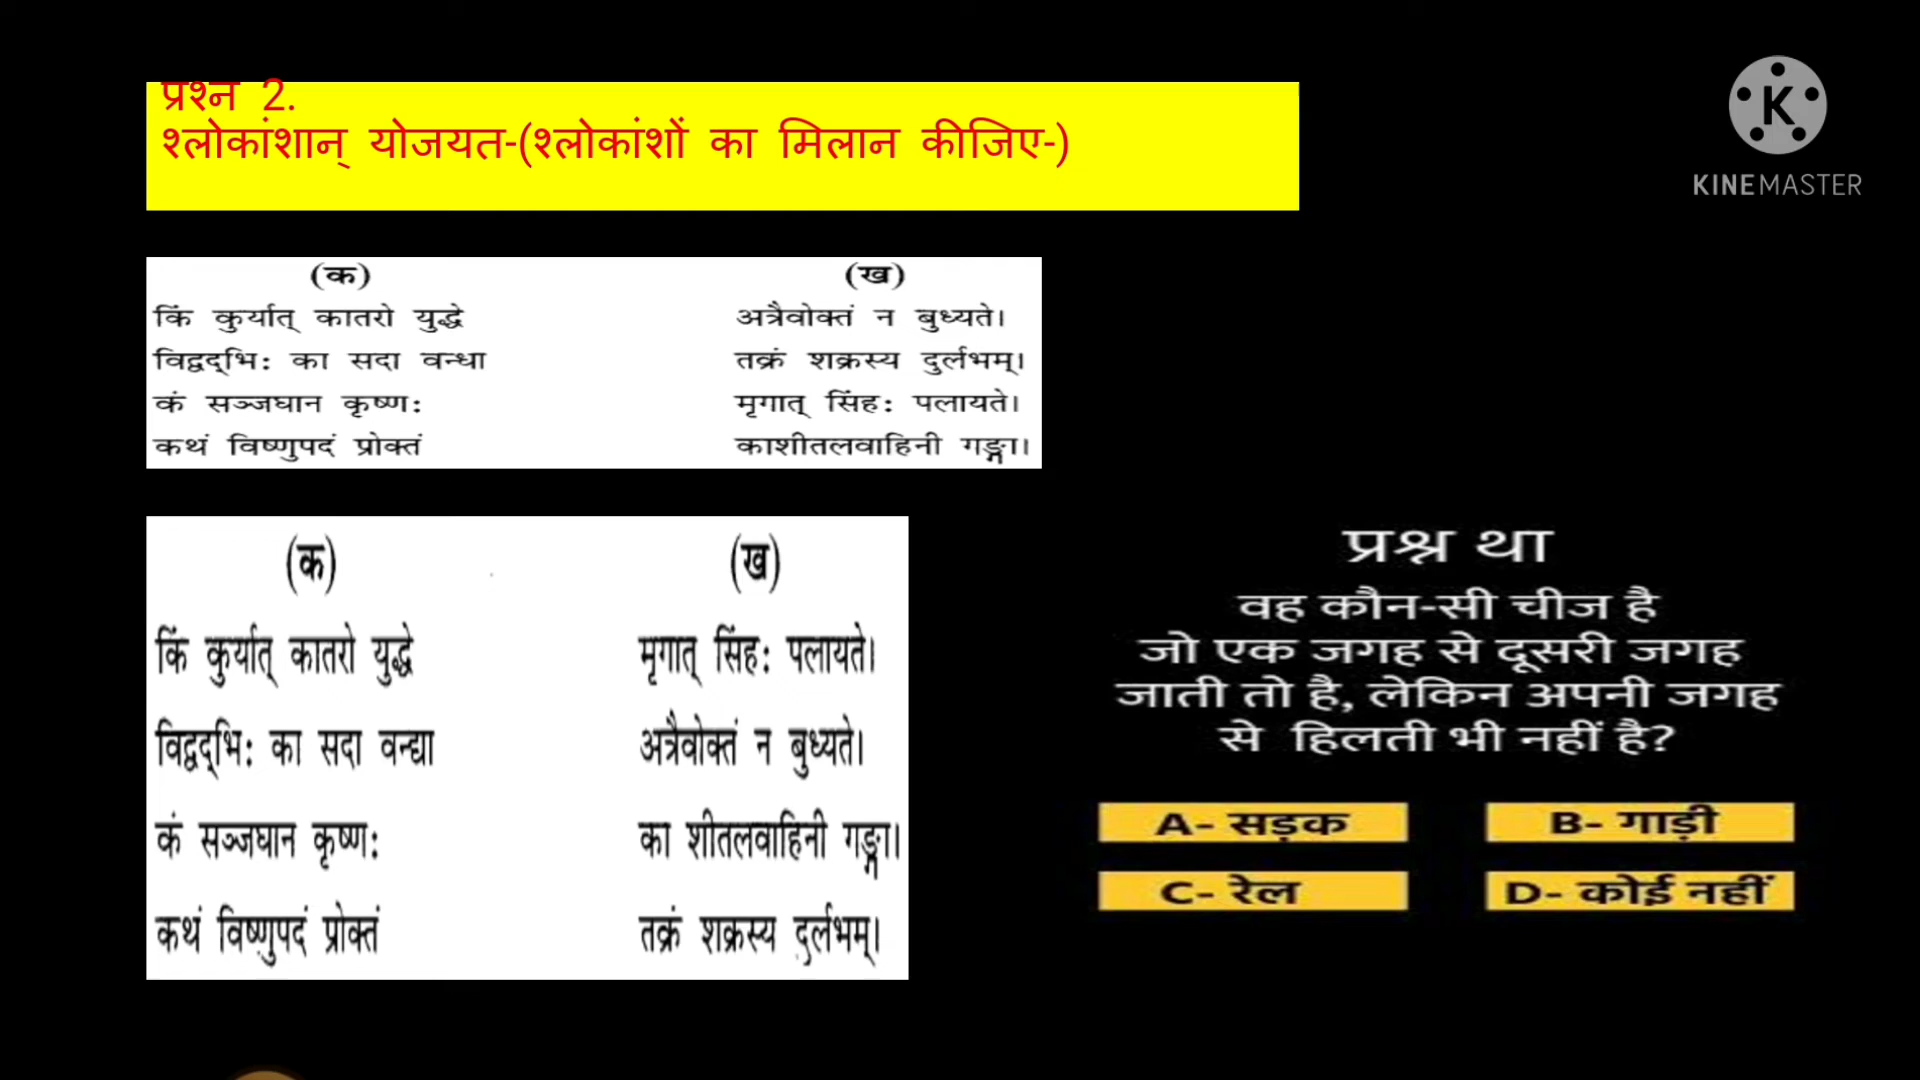 प्रश्न 2.
श्लोकांशान् योजयत-(श्लोकांशों का मिलान कीजिए-)
KINEMASTER
(क) (ख)
किं कुर्यात् कातरो युद्धे अत्रैवोक्तं न बुध्यते।
विद्वद्भिः का सदा वन्धा तक्रं शक्रस्य दुर्लभम्।
कं सञ्जघान कृष्णः मृगात् सिंहः पलायते।
कथं विष्णुपदं प्रोक्तं काशीतलवाहिनी गङ्गा।
(क) (ख)
किं कुर्यात् कातरो युद्धे मृगात् सिंहः पलायते।
विद्वद्भिः का सदा वन्द्या अत्रैवोक्तं न बुध्यते।
कं सञ्जघान कृष्णः का शीतलवाहिनी गङ्गा।
कथं विष्णुपदं प्रोक्तं तक्रं शक्रस्य दुर्लभम्।
प्रश्न था
वह कौन-सी चीज है
जो एक जगह से दूसरी जगह
जाती तो है, लेकिन अपनी जगह
से हिलती भी नहीं है?
A- सड़क B- गाड़ी
C- रेल D- कोई नहीं